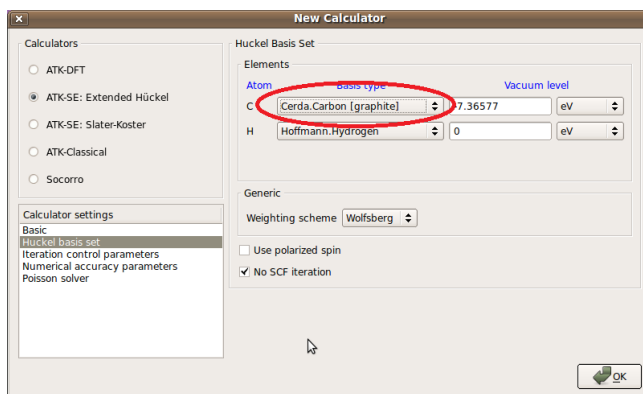 New Calculator
Calculators
ATK-DFT
ATK-SE: Extended Hückel
ATK-SE: Slater-Koster
ATK-Classical
Socorro
Calculator settings
Basic
Huckel basis set
Iteration control parameters
Numerical accuracy parameters
Poisson solver
Huckel Basis Set
Elements
Atom Basis type Vacuum level
C Cerda.Carbon [graphite] -7.36577 eV
H Hoffmann.Hydrogen 0 eV
Generic
Weighting scheme Wolfsberg
Use polarized spin
No SCF iteration
OK